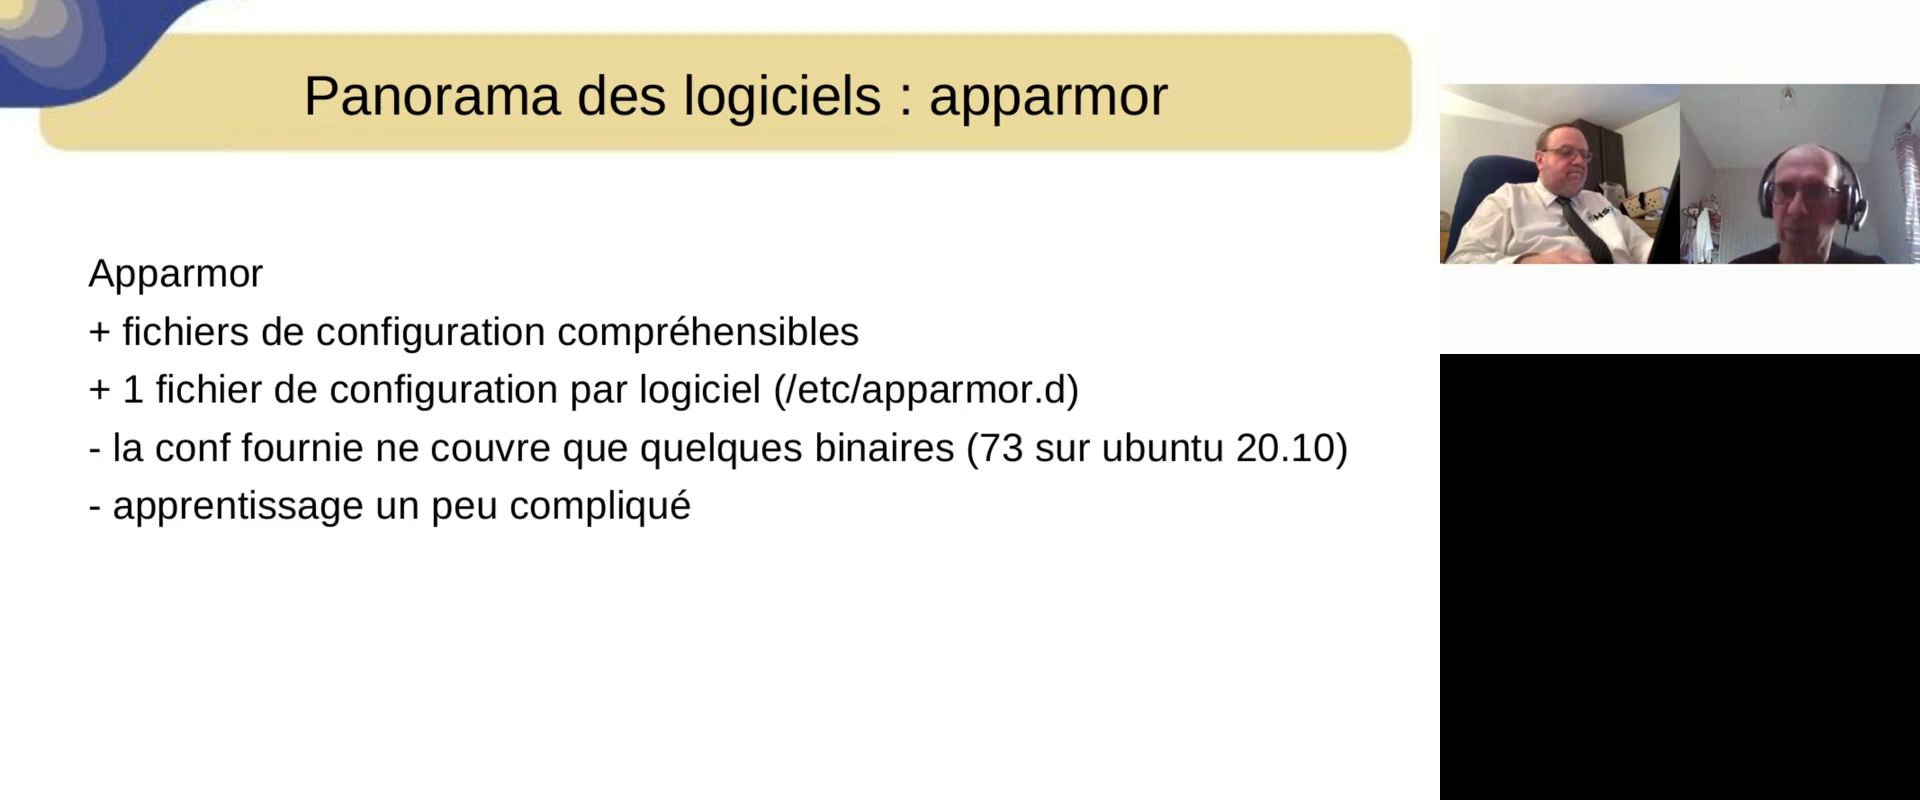 Panorama des logiciels : apparmor
Apparmor
+ fichiers de configuration compréhensibles
+ 1 fichier de configuration par logiciel (/etc/apparmor.d)
- la conf fournie ne couvre que quelques binaires (73 sur ubuntu 20.10)
- apprentissage un peu compliqué